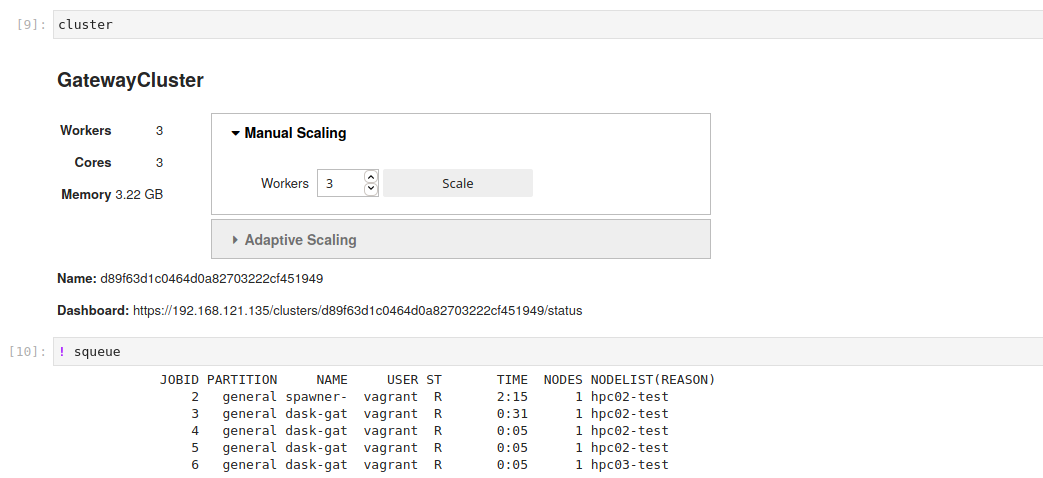 [9]: cluster
GatewayCluster
Workers 3
Cores 3
Memory 3.22 GB
Manual Scaling
Workers 3 Scale
Adaptive Scaling
Name: d89f63d1c0464d0a82703222cf451949
Dashboard: https://192.168.121.135/clusters/d89f63d1c0464d0a82703222cf451949/status
[10]: ! squeue
JOBID PARTITION NAME USER ST TIME NODES NODELIST(REASON)
2 general spawner- vagrant R 2:15 1 hpc02-test
3 general dask-gat vagrant R 0:31 1 hpc02-test
4 general dask-gat vagrant R 0:05 1 hpc02-test
5 general dask-gat vagrant R 0:05 1 hpc02-test
6 general dask-gat vagrant R 0:05 1 hpc03-test